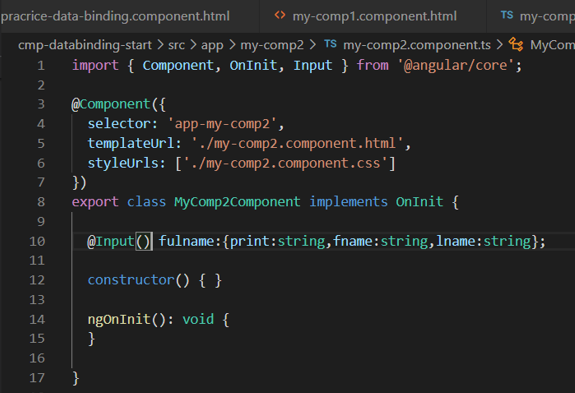 pracrice-data-binding.component.html <> my-comp1.component.html TS my-comp
cmp-databinding-start > src > app > my-comp2 > TS my-comp2.component.ts > MyCom
1 import { Component, OnInit, Input } from '@angular/core';
2
3 @Component({
4 selector: 'app-my-comp2',
5 templateUrl: './my-comp2.component.html',
6 styleUrls: ['./my-comp2.component.css']
7 })
8 export class MyComp2Component implements OnInit {
9
10 @Input() fulname:{print:string,fname:string,lname:string};
11
12 constructor() { }
13
14 ngOnInit(): void {
15 }
16
17 }